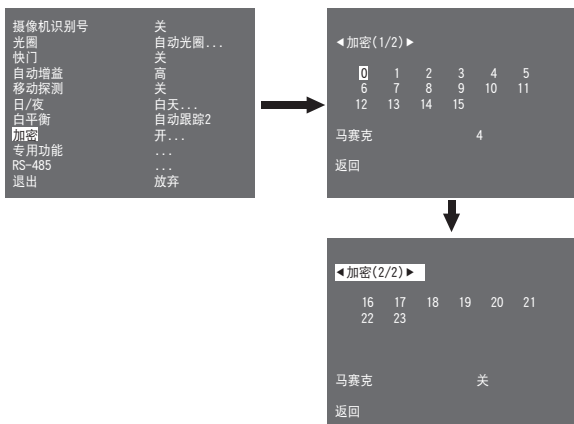 摄像机识别号 关
光圈 自动光圈...
快门 关
自动增益 高
移动探测 关
日/夜 白天...
白平衡 自动跟踪2
加密 开...
专用功能 ...
RS-485 ...
退出 放弃
◀加密(1/2)▶
0 1 2 3 4 5
6 7 8 9 10 11
12 13 14 15
马赛克 4
返回
◀加密(2/2)▶
16 17 18 19 20 21
22 23
马赛克 关
返回